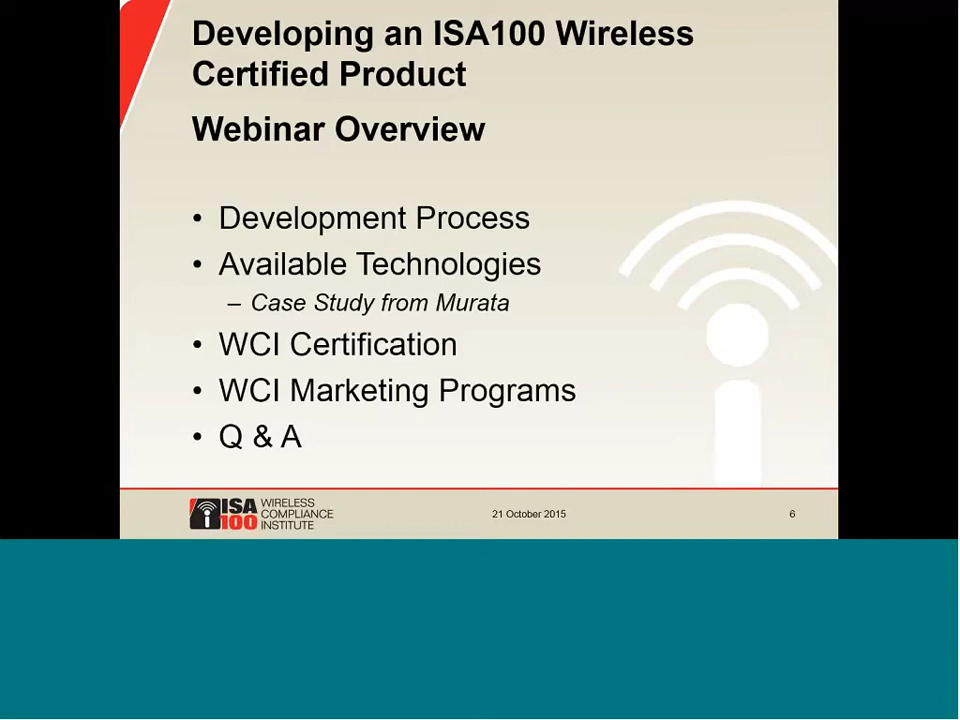 Developing an ISA100 Wireless
Certified Product
Webinar Overview
• Development Process
• Available Technologies
– Case Study from Murata
• WCI Certification
• WCI Marketing Programs
• Q & A
ISA
100
WIRELESS
COMPLIANCE
INSTITUTE
21 October 2015
6